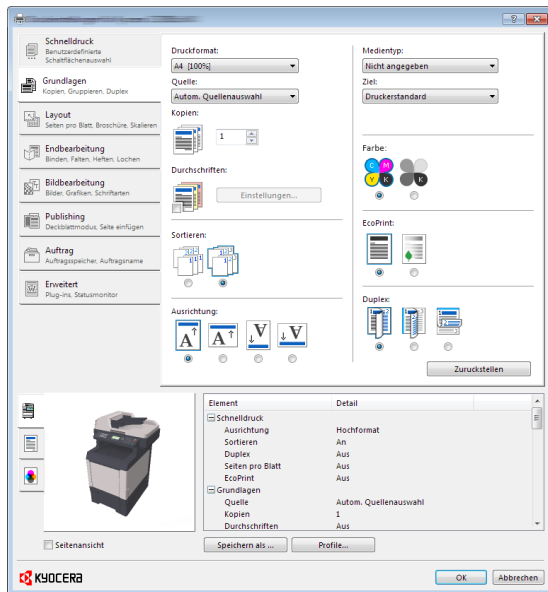 Schnelldruck
Benutzerdefinierte
Schaltflächenauswahl
Grundlagen
Kopien, Gruppieren, Duplex
Layout
Seiten pro Blatt, Broschüre, Skalieren
Endbearbeitung
Binden, Falten, Heften, Lochen
Bildbearbeitung
Bilder, Grafiken, Schriftarten
Publishing
Deckblattmodus, Seite einfügen
Auftrag
Auftragsspeicher, Auftragsname
Erweitert
Plug-ins, Statusmonitor
Druckformat:
A4 [100%]
Quelle:
Autom. Quellenauswahl
Kopien:
1
Durchschriften:
Einstellungen...
Sortieren:
Ausrichtung:
A A A A
Medientyp:
Nicht angegeben
Ziel:
Druckerstandard
Farbe:
C M
Y K K
EcoPrint:
Duplex:
Zuruckstellen
Element Detail
Schnelldruck
Ausrichtung Hochformat
Sortieren An
Duplex Aus
Seiten pro Blatt Aus
EcoPrint Aus
Grundlagen
Quelle Autom. Quellenauswahl
Kopien 1
Durchschriften Aus
Seitenansicht
Speichern als ... Profile...
KYOCERA
OK Abbrechen